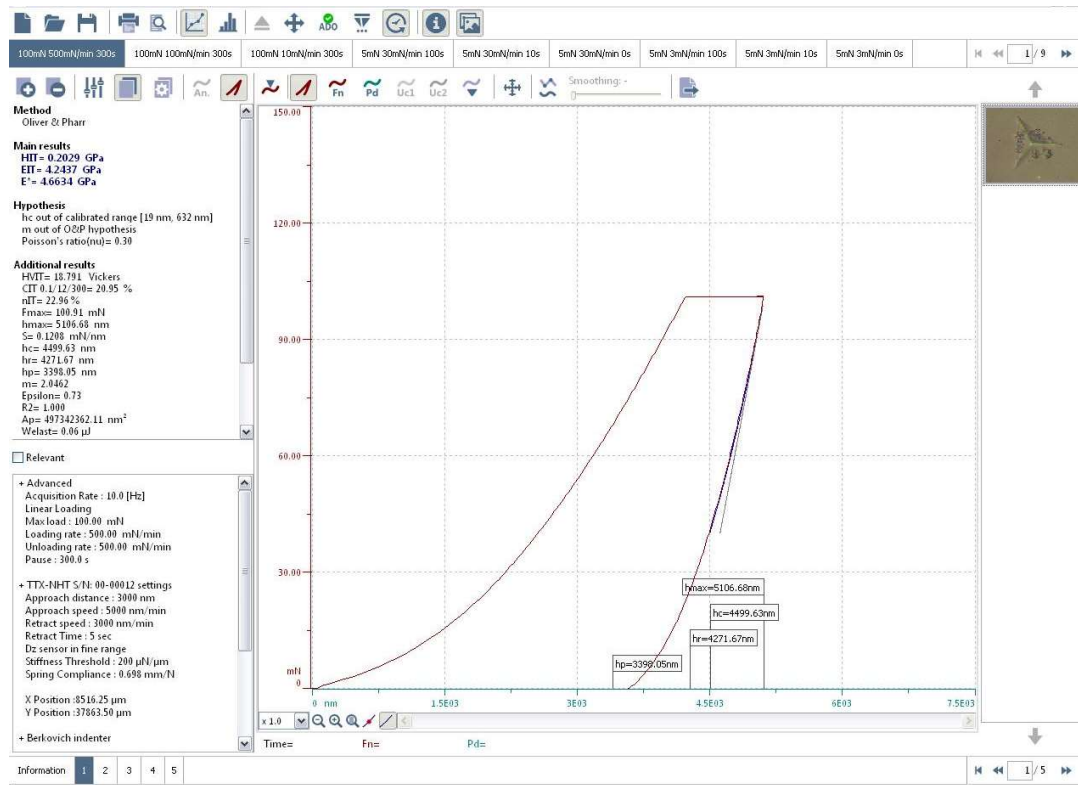 ADO
100mN 500mN/min 300s
100mN 100mN/min 300s
100mN 10mN/min 300s
5mN 30mN/min 100s
5mN 30mN/min 10s
5mN 30mN/min 0s
5mN 3mN/min 100s
5mN 3mN/min 10s
5mN 3mN/min 0s
1 / 9
An.
Fn
Pd
Uc1
Uc2
Smoothing: -
Method
Oliver & Pharr
Main results
HIT= 0.2029 GPa
EIT= 4.2437 GPa
E*= 4.6634 GPa
Hypothesis
hc out of calibrated range [19 nm, 632 nm]
m out of O&P hypothesis
Poisson's ratio(nu)= 0.30
Additional results
HVIT= 18.791 Vickers
CIT 0.1/12/300= 20.95 %
nIT= 22.96 %
Fmax= 100.91 mN
hmax= 5106.68 nm
S= 0.1208 mN/nm
hc= 4499.63 nm
hr= 4271.67 nm
hp= 3398.05 nm
m= 2.0462
Epsilon= 0.73
R2= 1.000
Ap= 497342362.11 nm²
Welast= 0.06 µJ
Relevant
+ Advanced
Acquisition Rate : 10.0 [Hz]
Linear Loading
Max load : 100.00 mN
Loading rate : 500.00 mN/min
Unloading rate : 500.00 mN/min
Pause : 300.0 s
+ TTX-NHT S/N: 00-00012 settings
Approach distance : 3000 nm
Approach speed : 5000 nm/min
Retract speed : 3000 nm/min
Retract Time : 5 sec
Dz sensor in fine range
Stiffness Threshold : 200 µN/µm
Spring Compliance : 0.698 mm/N
X Position :8516.25 µm
Y Position :37863.50 µm
+ Berkovich indenter
150.00
120.00
90.00
60.00
30.00
mN
0
hmax=5106.68nm
hc=4499.63nm
hr=4271.67nm
hp=3398.05nm
0 nm 1.5E03 3E03 4.5E03 6E03 7.5E03
x 1.0
Time= Fn= Pd=
Information 1 2 3 4 5
1 / 5